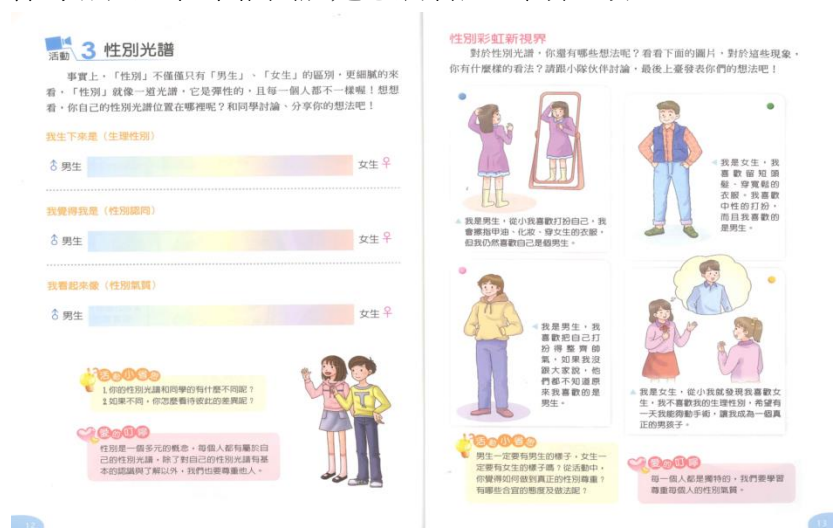 活動 3 性別光譜
事實上，「性別」不僅僅只有「男生」、「女生」的區別，更細膩的來
看，「性別」就像一道光譜，它是彈性的，且每一個人都不一樣喔！想想
看，你自己的性別光譜位置在哪裡呢？和同學討論、分享你的想法吧！
我生下來是（生理性別）
♂男生 女生♀
我覺得我是（性別認同）
♂男生 女生♀
我看起來像（性別氣質）
♂男生 女生♀
1.你的性別光譜和同學的有什麼不同呢？
2.如果不同，你怎麼看待彼此的差異呢？
愛的叮嚀
性別是一個多元的概念，每個人都有屬於自
己的性別光譜，除了對自己的性別光譜有基
本的認識與了解以外，我們也要尊重他人。
12
性別彩虹新視界
對於性別光譜，你還有哪些想法呢？看看下面的圖片，對於這些現象，
你有什麼樣的看法？請跟小隊伙伴討論，最後上臺發表你們的想法吧！
我是男生，從小我喜歡打扮自己，我
會擦指甲油、化妝、穿女生的衣服，
但我仍然喜歡自己是個男生。
我是女生，我
喜歡留短頭
髮、穿寬鬆的
衣服，我喜歡
中性的打扮，
而且我喜歡的
是男生。
我是男生，我
喜歡把自己打
扮得整齊帥
氣，如果我沒
跟大家說，他
們都不知道原
來我喜歡的是
男生。
我是女生，從小就發現我喜歡女
生，我不喜歡我的生理性別，希望有
一天我能夠動手術，讓我成為一個真
正的男孩子。
男生一定要有男生的樣子，女生一
定要有女生的樣子嗎？從活動中，
你覺得如何做到真正的性別尊重？
有哪些合宜的態度及做法呢？
愛的叮嚀
每一個人都是獨特的，我們要學習
尊重每個人的性別氣質。
13